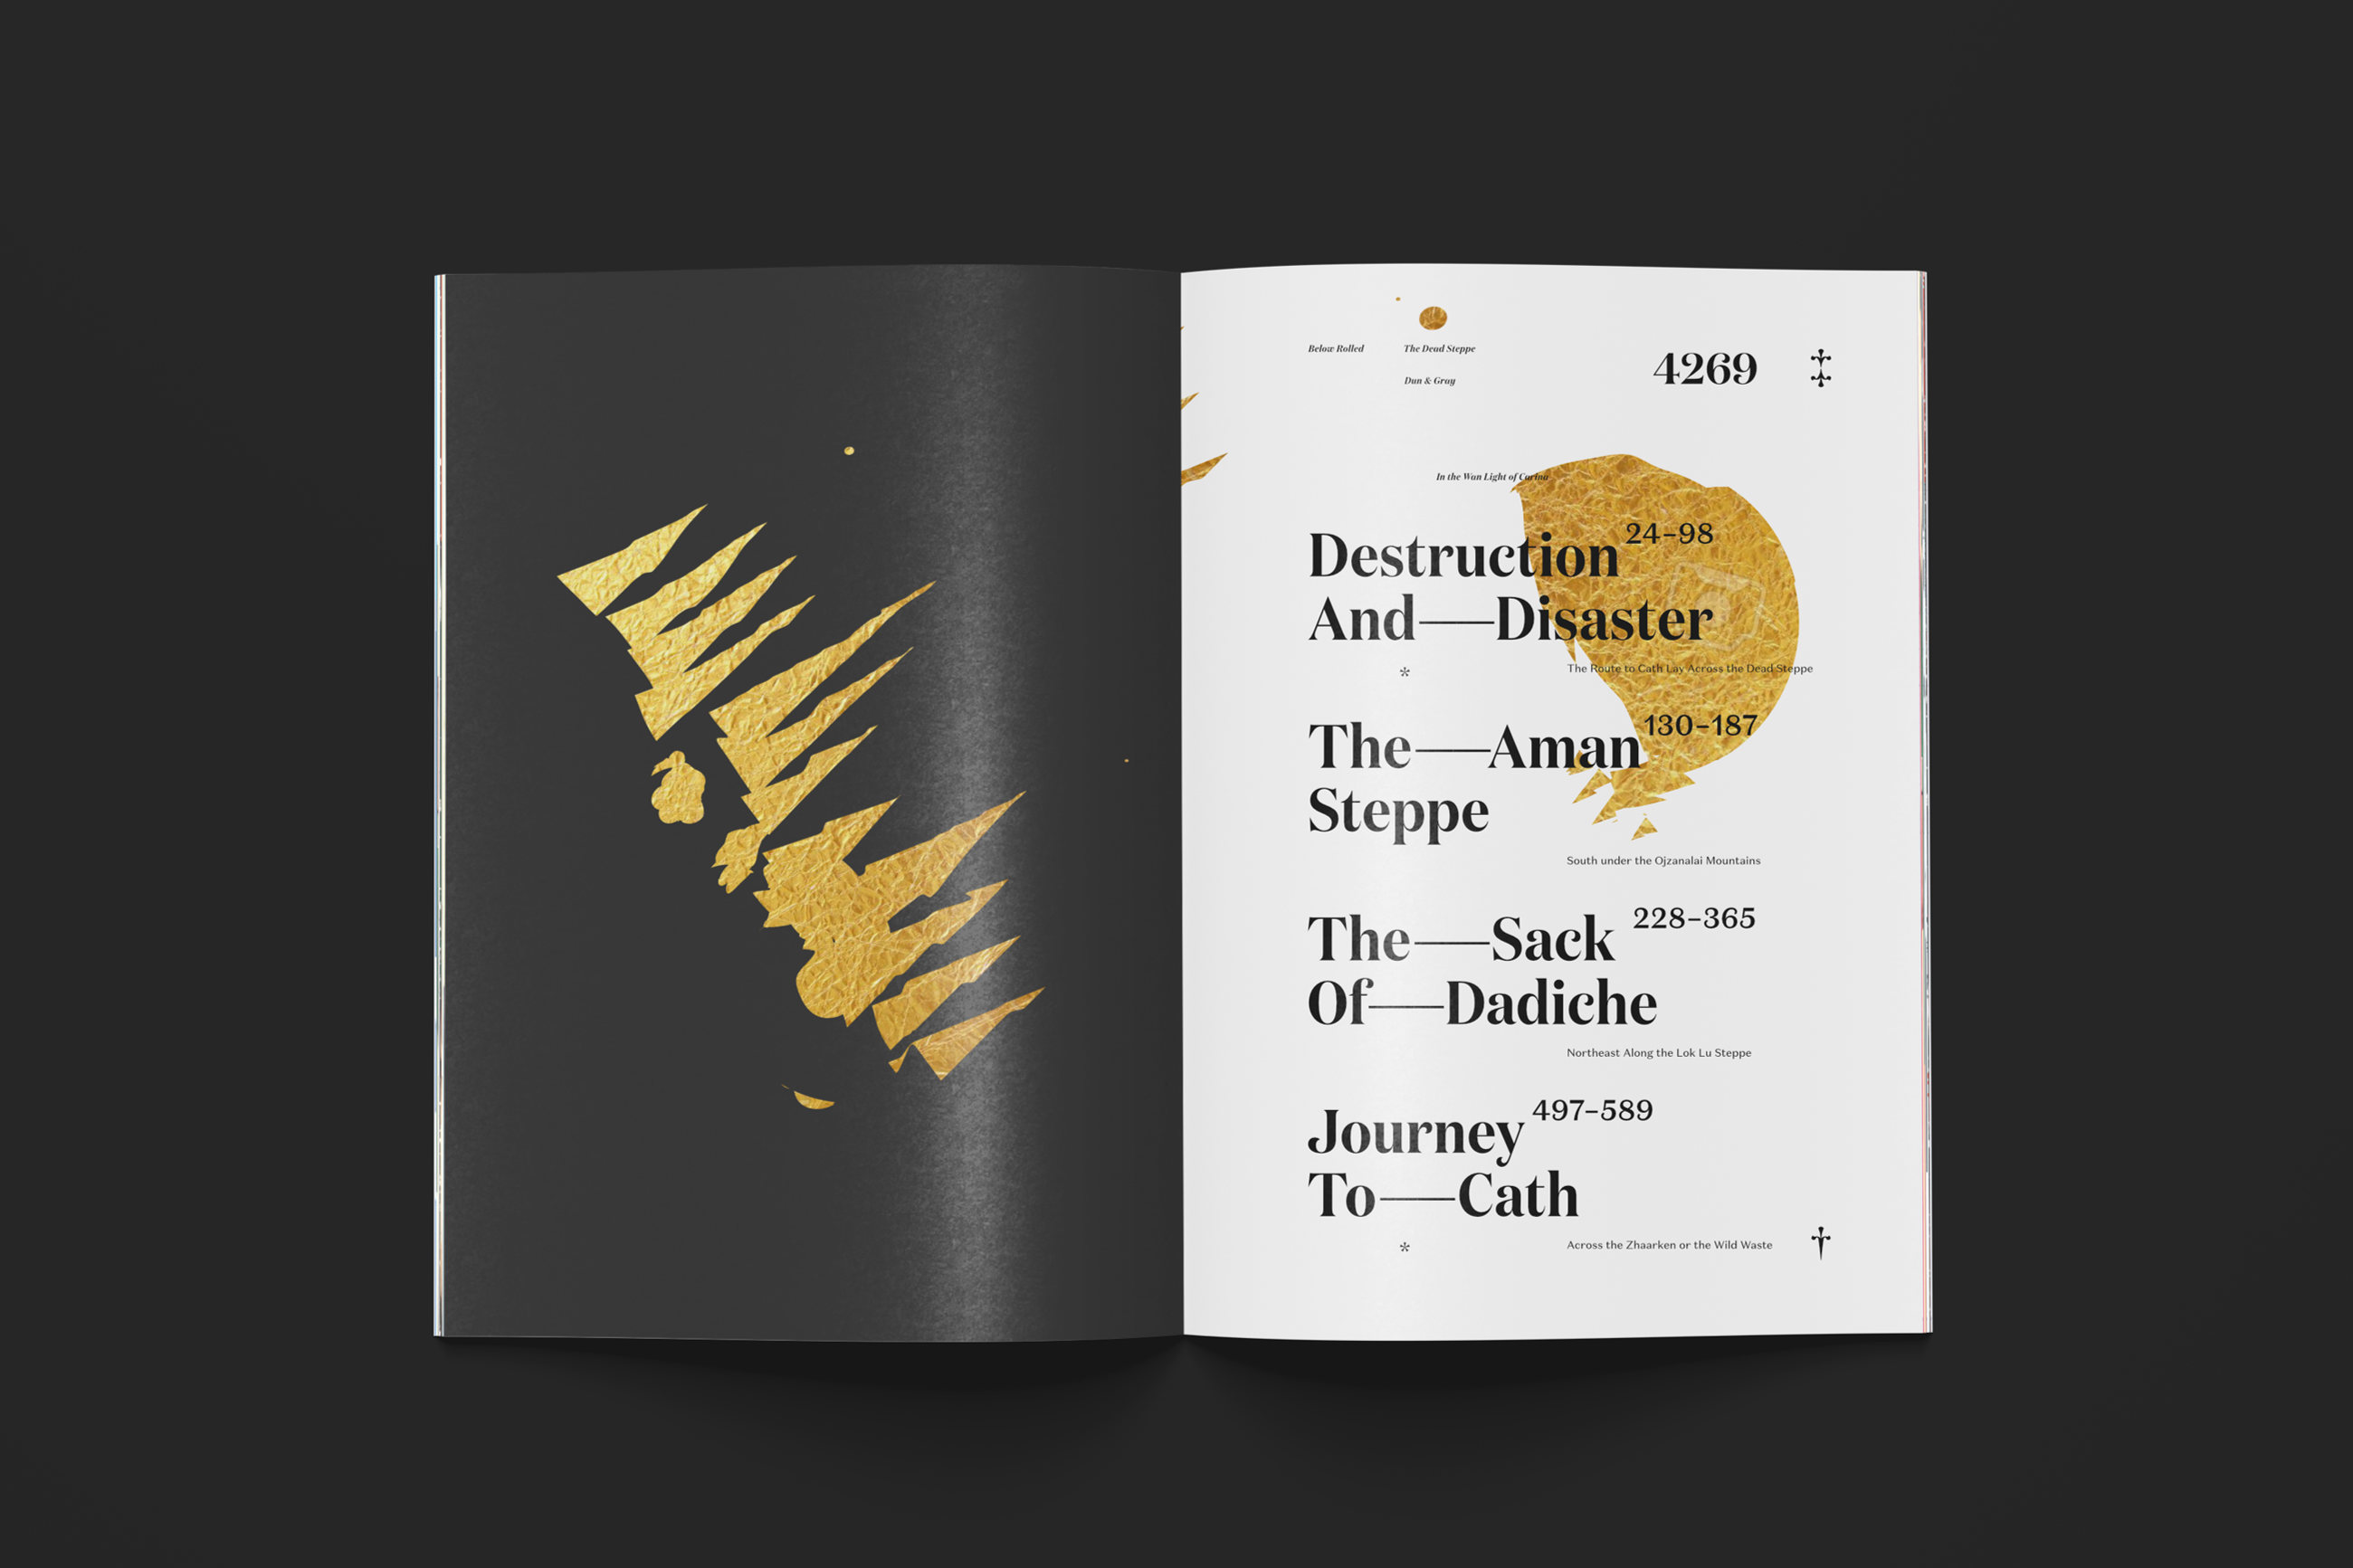 Below Rolled
The Dead Steppe
Dun & Gray
4269 ‡
In the Wan Light of Carina
Destruction 24–98
And—Disaster
* The Route to Cath Lay Across the Dead Steppe
The—Aman 130–187
Steppe
South under the Ojzanalai Mountains
The—Sack 228–365
Of—Dadiche
Northeast Along the Lok Lu Steppe
Journey 497–589
To—Cath
* Across the Zhaarken or the Wild Waste †